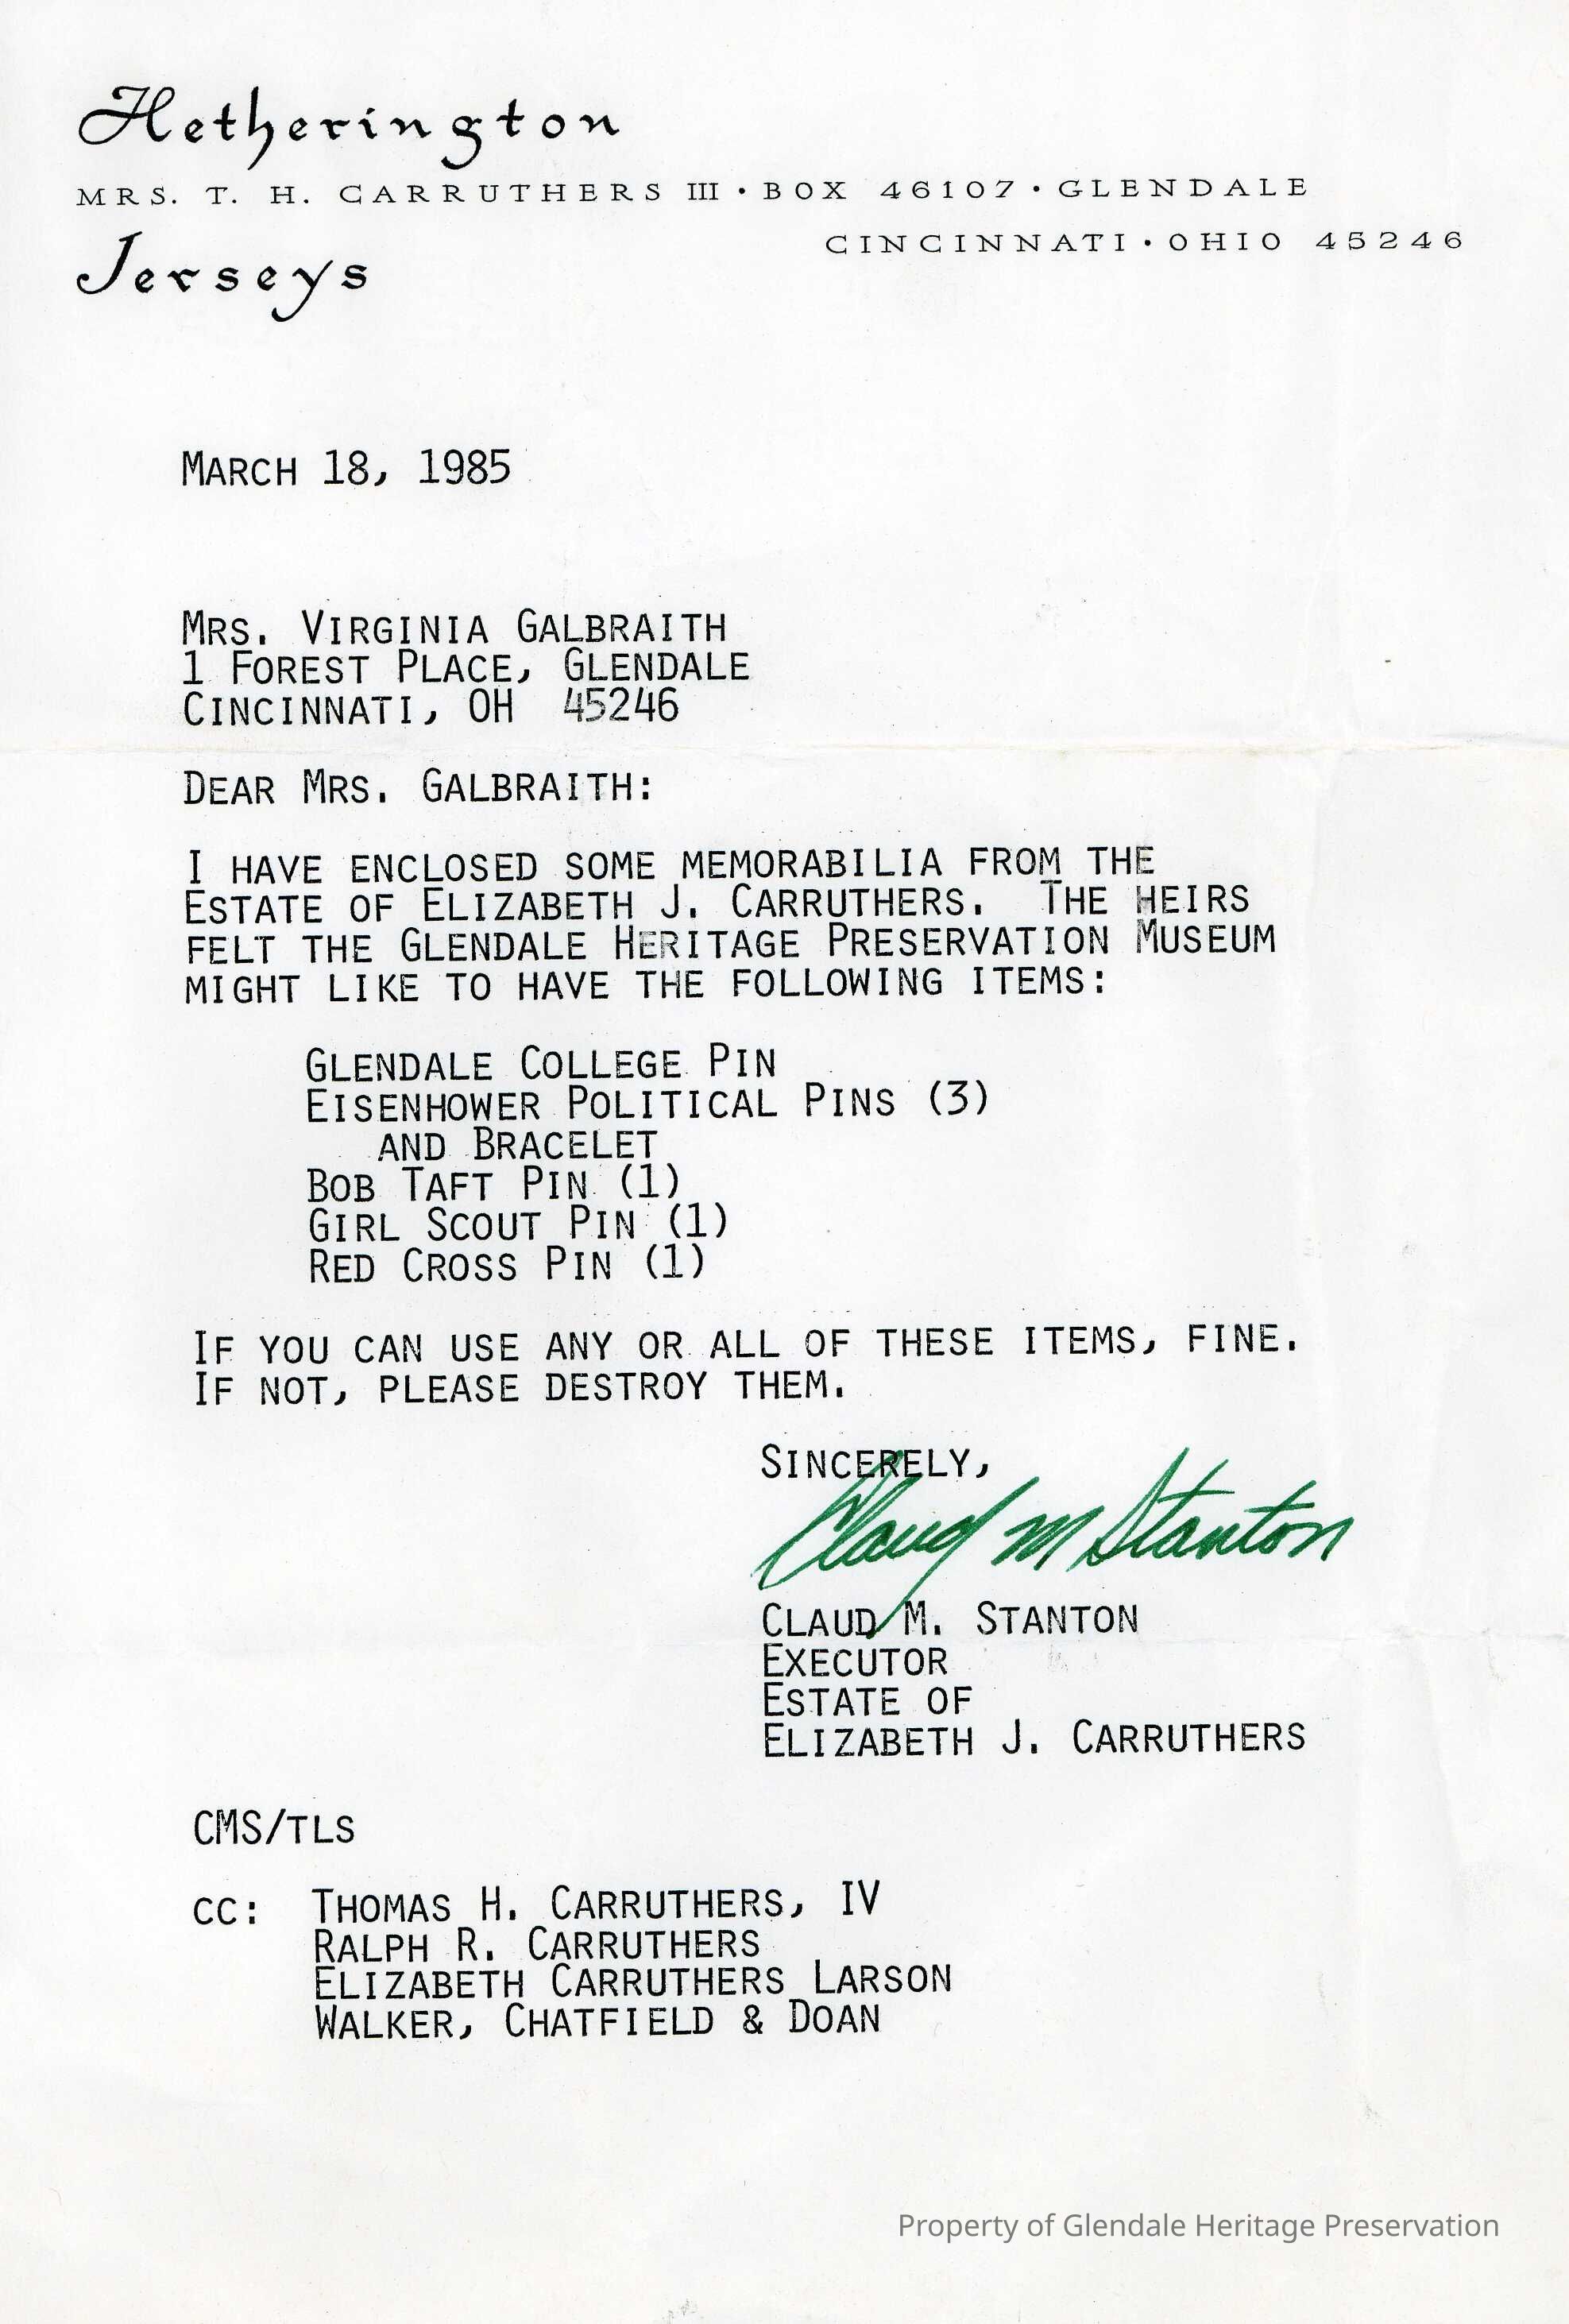 Hetherington
MRS. T. H. CARRUTHERS III • BOX 46107 • GLENDALE
CINCINNATI • OHIO 45246
Jerseys
MARCH 18, 1985
MRS. VIRGINIA GALBRAITH
1 FOREST PLACE, GLENDALE
CINCINNATI, OH  45246
DEAR MRS. GALBRAITH:
I HAVE ENCLOSED SOME MEMORABILIA FROM THE
ESTATE OF ELIZABETH J. CARRUTHERS.  THE HEIRS
FELT THE GLENDALE HERITAGE PRESERVATION MUSEUM
MIGHT LIKE TO HAVE THE FOLLOWING ITEMS:
GLENDALE COLLEGE PIN
EISENHOWER POLITICAL PINS (3)
AND BRACELET
BOB TAFT PIN (1)
GIRL SCOUT PIN (1)
RED CROSS PIN (1)
IF YOU CAN USE ANY OR ALL OF THESE ITEMS, FINE.
IF NOT, PLEASE DESTROY THEM.
SINCERELY,
Claud M Stanton
CLAUD M. STANTON
EXECUTOR
ESTATE OF
ELIZABETH J. CARRUTHERS
CMS/TLS
CC:  THOMAS H. CARRUTHERS, IV
RALPH R. CARRUTHERS
ELIZABETH CARRUTHERS LARSON
WALKER, CHATFIELD & DOAN
Property of Glendale Heritage Preservation